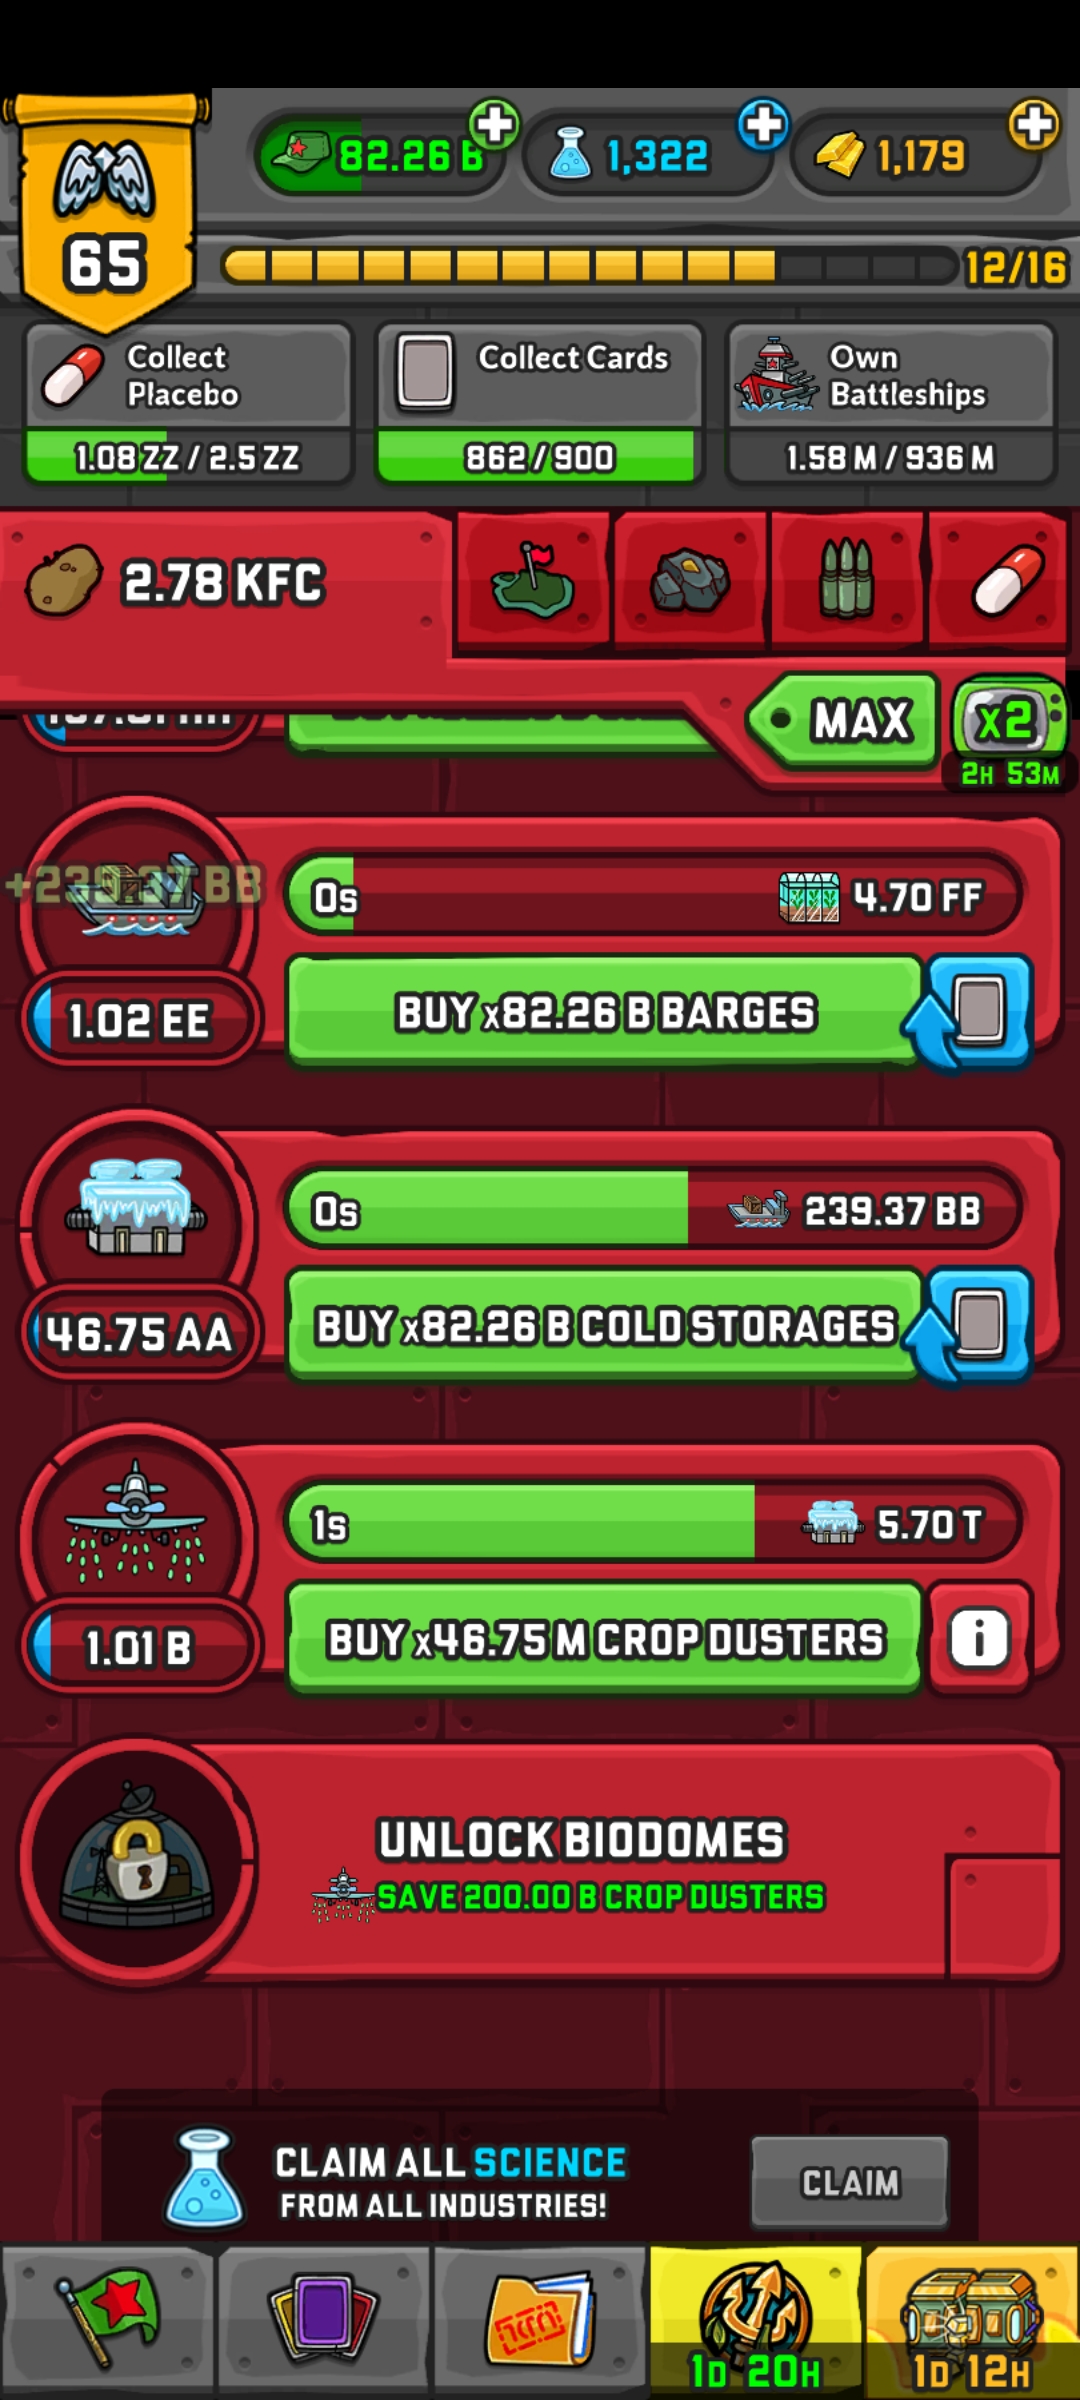 82.26 B
1,322
1,179
65
12/16
Collect
Placebo
1.08 ZZ / 2.5 ZZ
Collect Cards
862/900
Own
Battleships
1.58 M / 936 M
2.78 KFC
MAX
x2
2H 53M
+239.37 BB
0s
4.70 FF
1.02 EE
BUY x82.26 B BARGES
0s
239.37 BB
46.75 AA
BUY x82.26 B COLD STORAGES
1s
5.70 T
1.01 B
BUY x46.75 M CROP DUSTERS
i
UNLOCK BIODOMES
SAVE 200.00 B CROP DUSTERS
CLAIM ALL SCIENCE
FROM ALL INDUSTRIES!
CLAIM
1D 20H
1D 12H